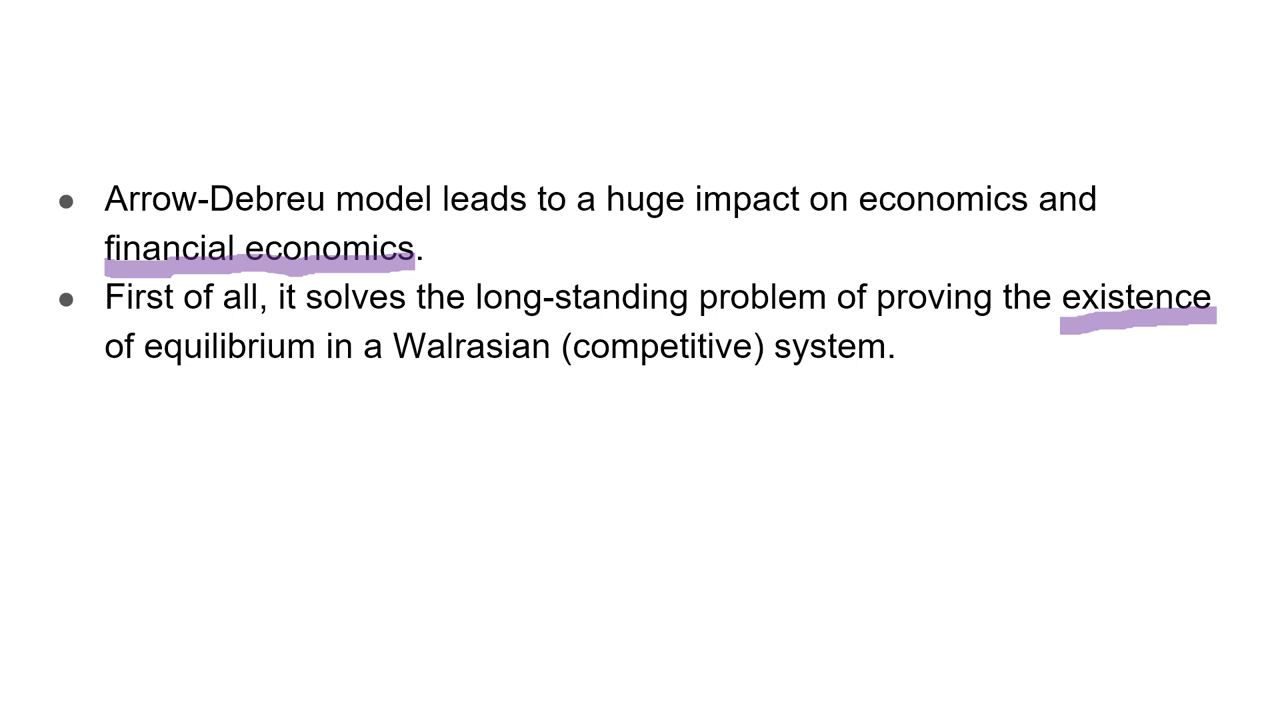 ● Arrow-Debreu model leads to a huge impact on economics and
financial economics.
● First of all, it solves the long-standing problem of proving the existence
of equilibrium in a Walrasian (competitive) system.